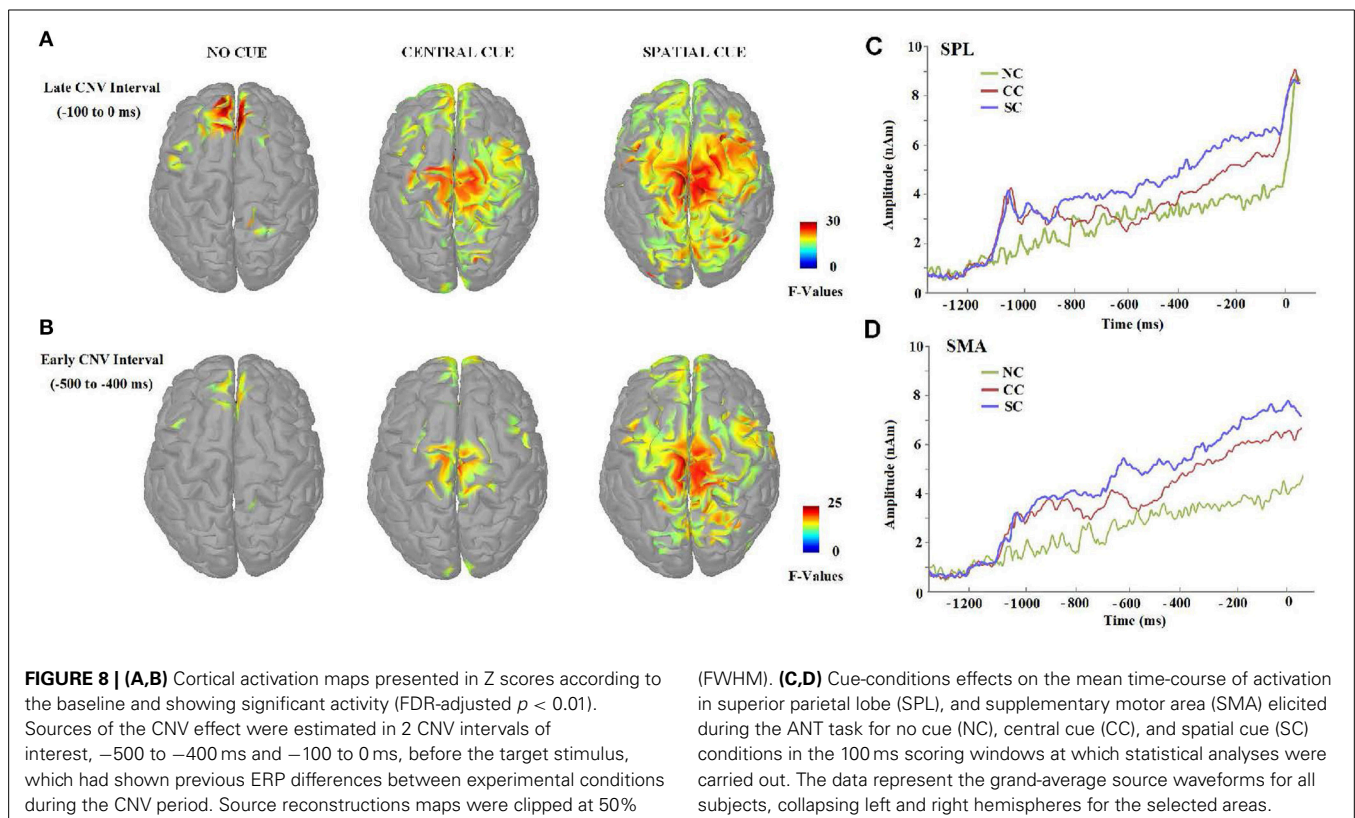 A
NO CUE
CENTRAL CUE
SPATIAL CUE
Late CNV Interval
(-100 to 0 ms)
30
0
F-Values
B
Early CNV Interval
(-500 to -400 ms)
25
0
F-Values
C SPL
NC
CC
SC
Amplitude (nAm)
10
8
6
4
2
0
-1200 -1000 -800 -600 -400 -200 0
Time (ms)
D SMA
NC
CC
SC
Amplitude (nAm)
10
8
6
4
2
0
-1200 -1000 -800 -600 -400 -200 0
Time (ms)
FIGURE 8 | (A,B) Cortical activation maps presented in Z scores according to
the baseline and showing significant activity (FDR-adjusted p < 0.01).
Sources of the CNV effect were estimated in 2 CNV intervals of
interest, −500 to −400 ms and −100 to 0 ms, before the target stimulus,
which had shown previous ERP differences between experimental conditions
during the CNV period. Source reconstructions maps were clipped at 50%
(FWHM). (C,D) Cue-conditions effects on the mean time-course of activation
in superior parietal lobe (SPL), and supplementary motor area (SMA) elicited
during the ANT task for no cue (NC), central cue (CC), and spatial cue (SC)
conditions in the 100 ms scoring windows at which statistical analyses were
carried out. The data represent the grand-average source waveforms for all
subjects, collapsing left and right hemispheres for the selected areas.